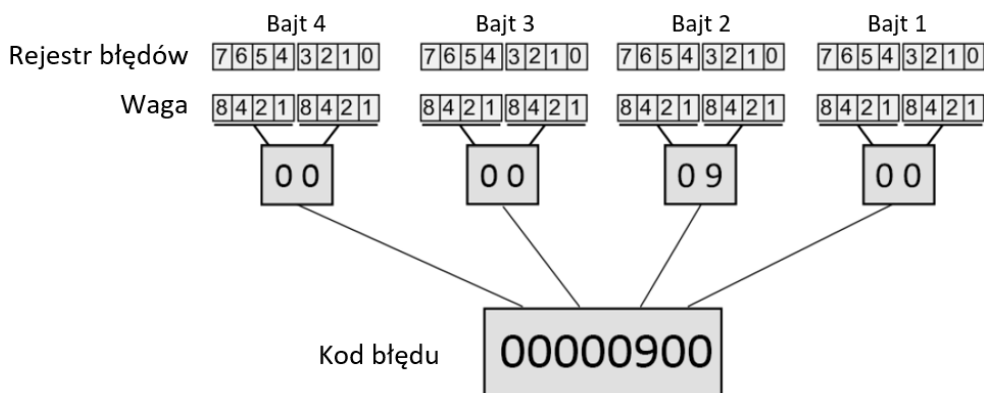 Bajt 4 Bajt 3 Bajt 2 Bajt 1
Rejestr błędów 7 6 5 4 3 2 1 0 7 6 5 4 3 2 1 0 7 6 5 4 3 2 1 0 7 6 5 4 3 2 1 0
Waga 8 4 2 1 8 4 2 1 8 4 2 1 8 4 2 1 8 4 2 1 8 4 2 1 8 4 2 1 8 4 2 1
0 0 0 0 0 9 0 0
Kod błędu 00000900